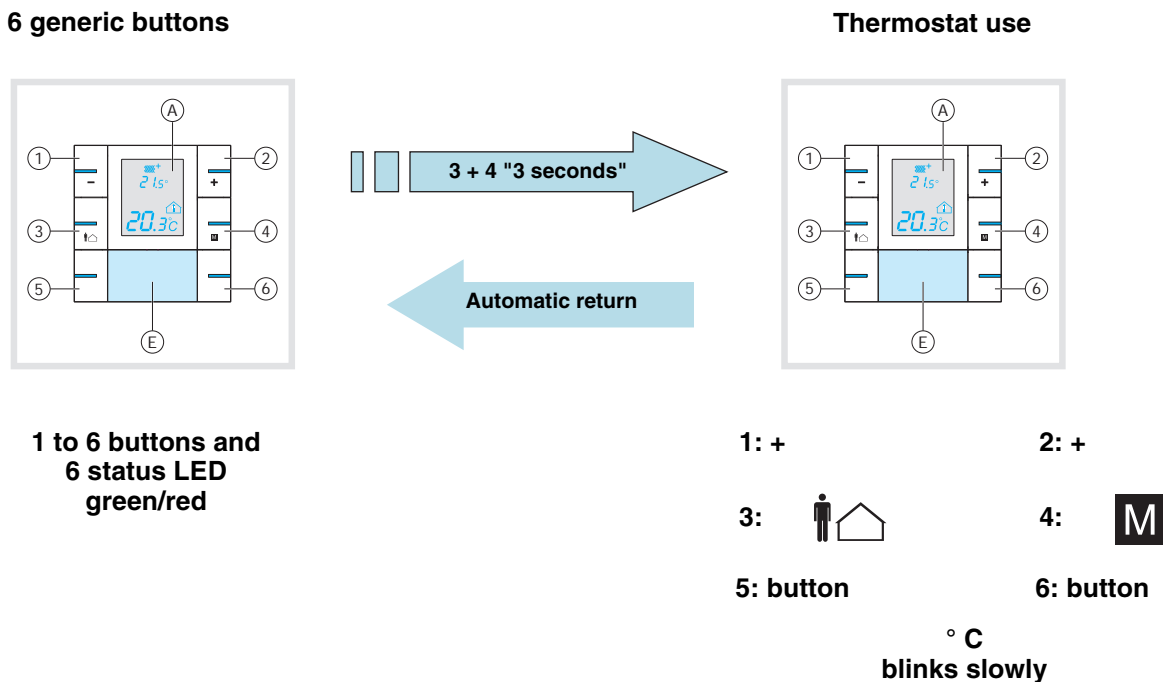 6 generic buttons
Thermostat use
A
1
2
21.5°
- +
20.3°C
3
4
M
5
6
E
3 + 4 "3 seconds"
Automatic return
A
1
2
21.5°
- +
20.3°C
3
4
M
5
6
E
1 to 6 buttons and
6 status LED
green/red
1: +
2: +
3:
4: M
5: button
6: button
° C
blinks slowly